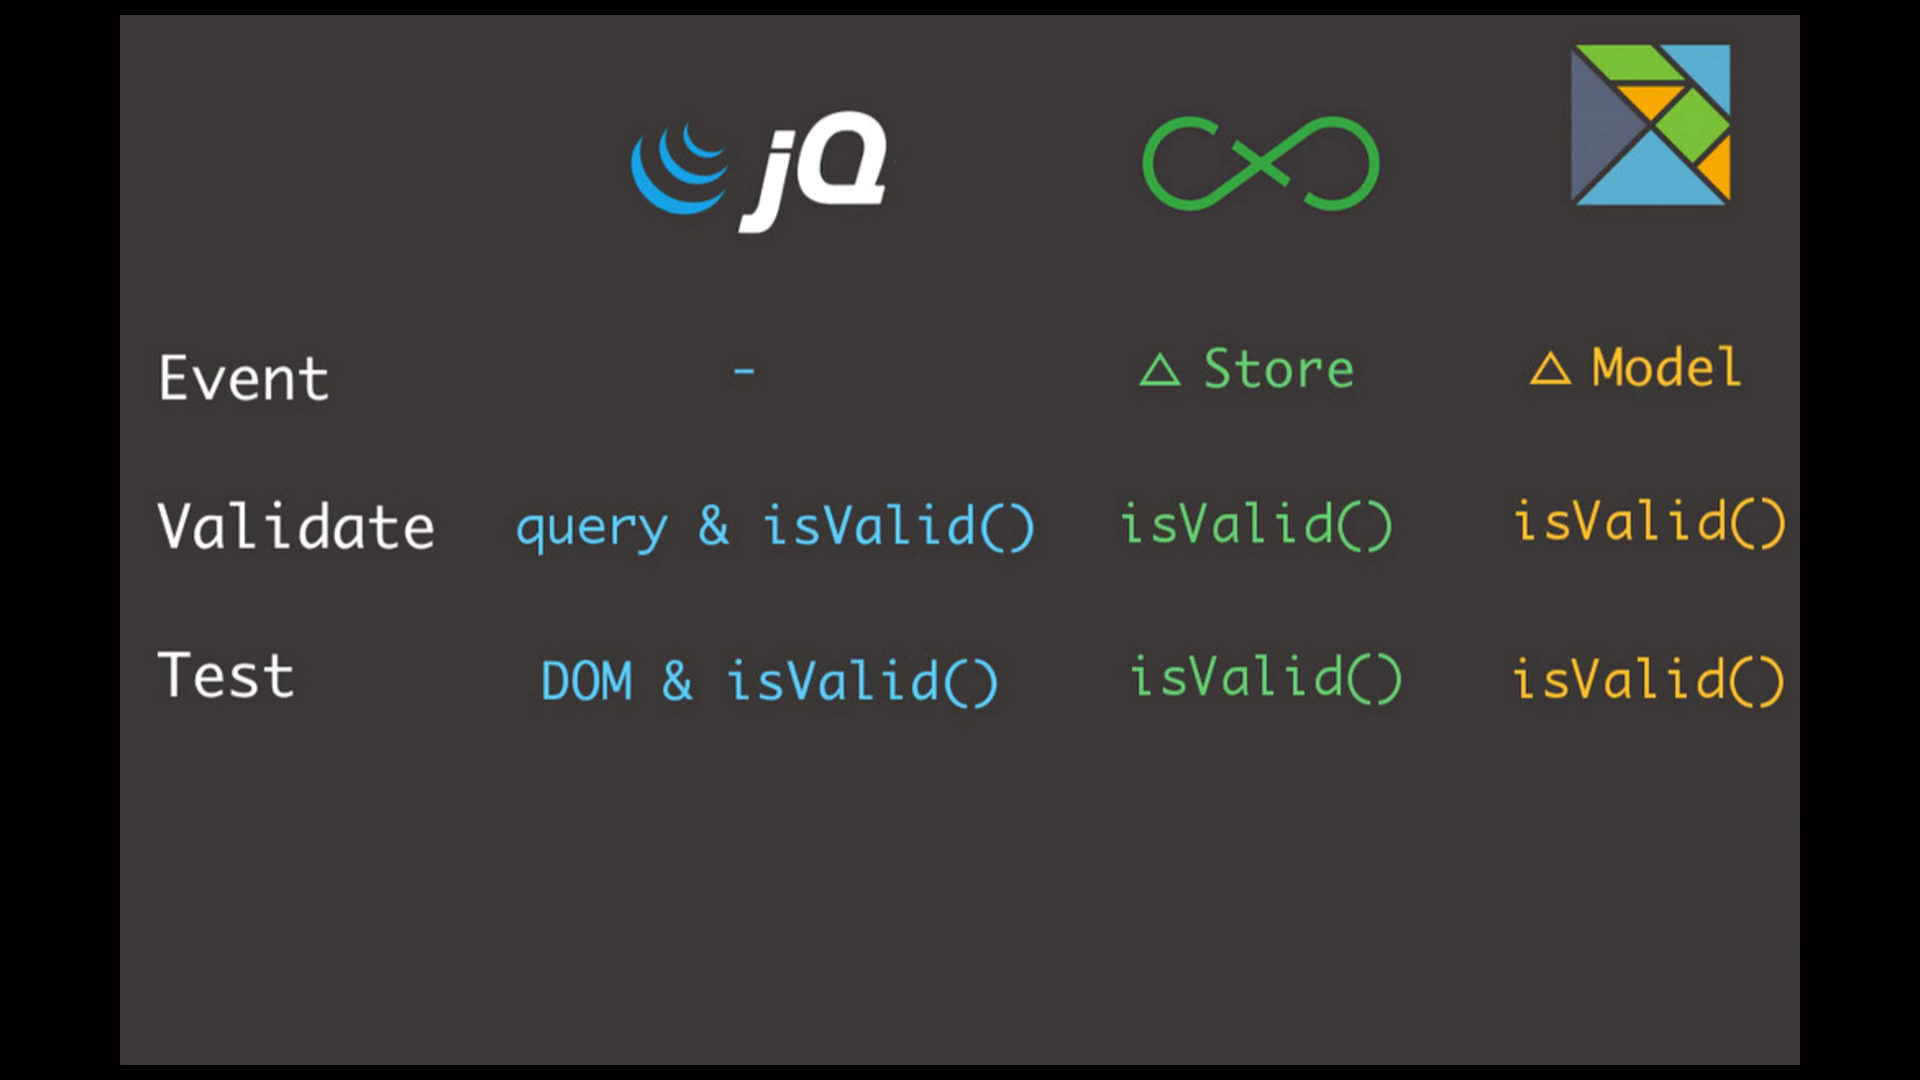 jQ
Event - △ Store △ Model
Validate query & isValid() isValid() isValid()
Test DOM & isValid() isValid() isValid()